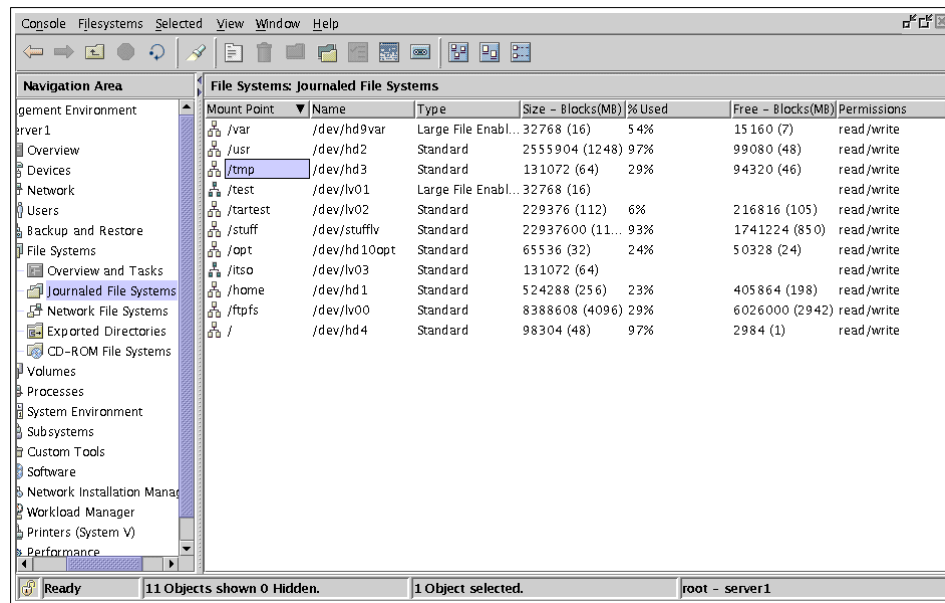 Console Filesystems Selected View Window Help
Navigation Area
File Systems: Journaled File Systems
gement Environment
erver1
Overview
Devices
Network
Users
Backup and Restore
File Systems
Overview and Tasks
Journaled File Systems
Network File Systems
Exported Directories
CD-ROM File Systems
Volumes
Processes
System Environment
Subsystems
Custom Tools
Software
Network Installation Manag
Workload Manager
Printers (System V)
Performance
Mount Point Name Type Size - Blocks(MB) % Used Free - Blocks(MB) Permissions
/var /dev/hd9var Large File Enabl... 32768 (16) 54% 15160 (7) read/write
/usr /dev/hd2 Standard 2555904 (1248) 97% 99080 (48) read/write
/tmp /dev/hd3 Standard 131072 (64) 29% 94320 (46) read/write
/test /dev/lv01 Large File Enabl... 32768 (16) read/write
/tartest /dev/lv02 Standard 229376 (112) 6% 216816 (105) read/write
/stuff /dev/stufflv Standard 22937600 (11... 93% 1741224 (850) read/write
/opt /dev/hd10opt Standard 65536 (32) 24% 50328 (24) read/write
/itso /dev/lv03 Standard 131072 (64) read/write
/home /dev/hd1 Standard 524288 (256) 23% 405864 (198) read/write
/ftpfs /dev/lv00 Standard 8388608 (4096) 29% 6026000 (2942) read/write
/ /dev/hd4 Standard 98304 (48) 97% 2984 (1) read/write
Ready 11 Objects shown 0 Hidden. 1 Object selected. root - server1